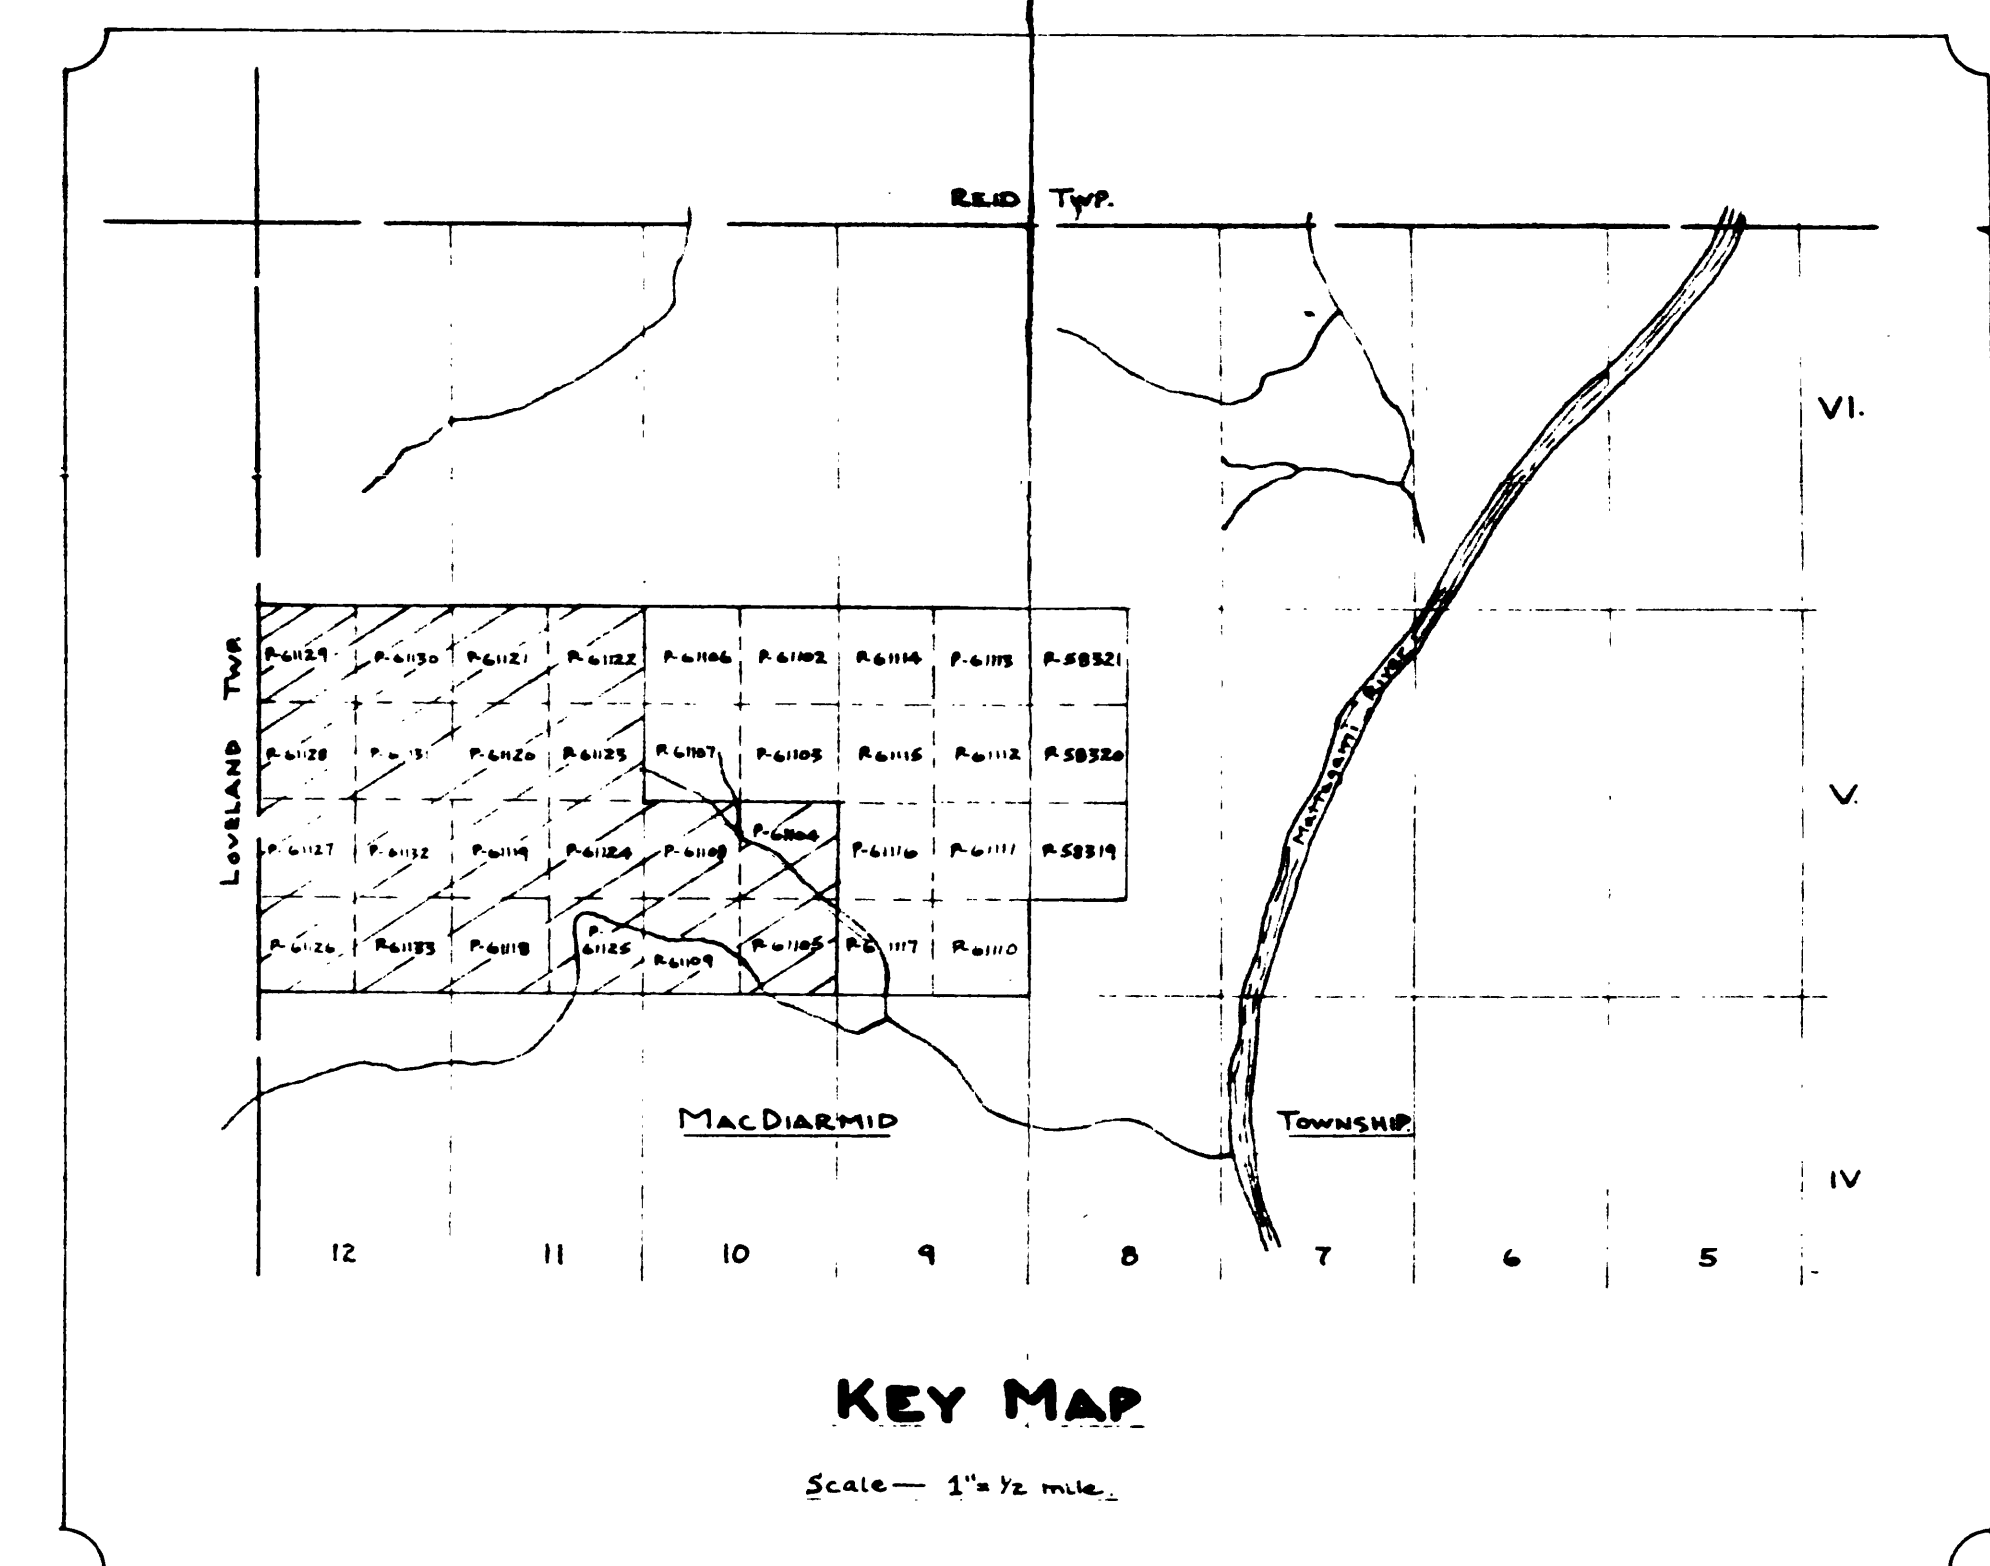 REID TWP.
VI.
LOVELAND TWP.
P-61129 P-61130 P-61121 P-61122 P-61106 P-61102 P-61114 P-61113 P-58321
P-61128 P-61131 P-61120 P-61123 P-61107 P-61103 P-61115 P-61112 P-58320
P-61127 P-61132 P-61119 P-61124 P-61108 P-61104 P-61116 P-61111 P-58319
P-61126 P-61133 P-61118 P-61125 P-61109 P-61105 P-61117 P-61110
Mattagami River
V.
MACDIARMID TOWNSHIP.
IV
12 11 10 9 8 7 6 5
KEY MAP
Scale— 1"= ½ mile.